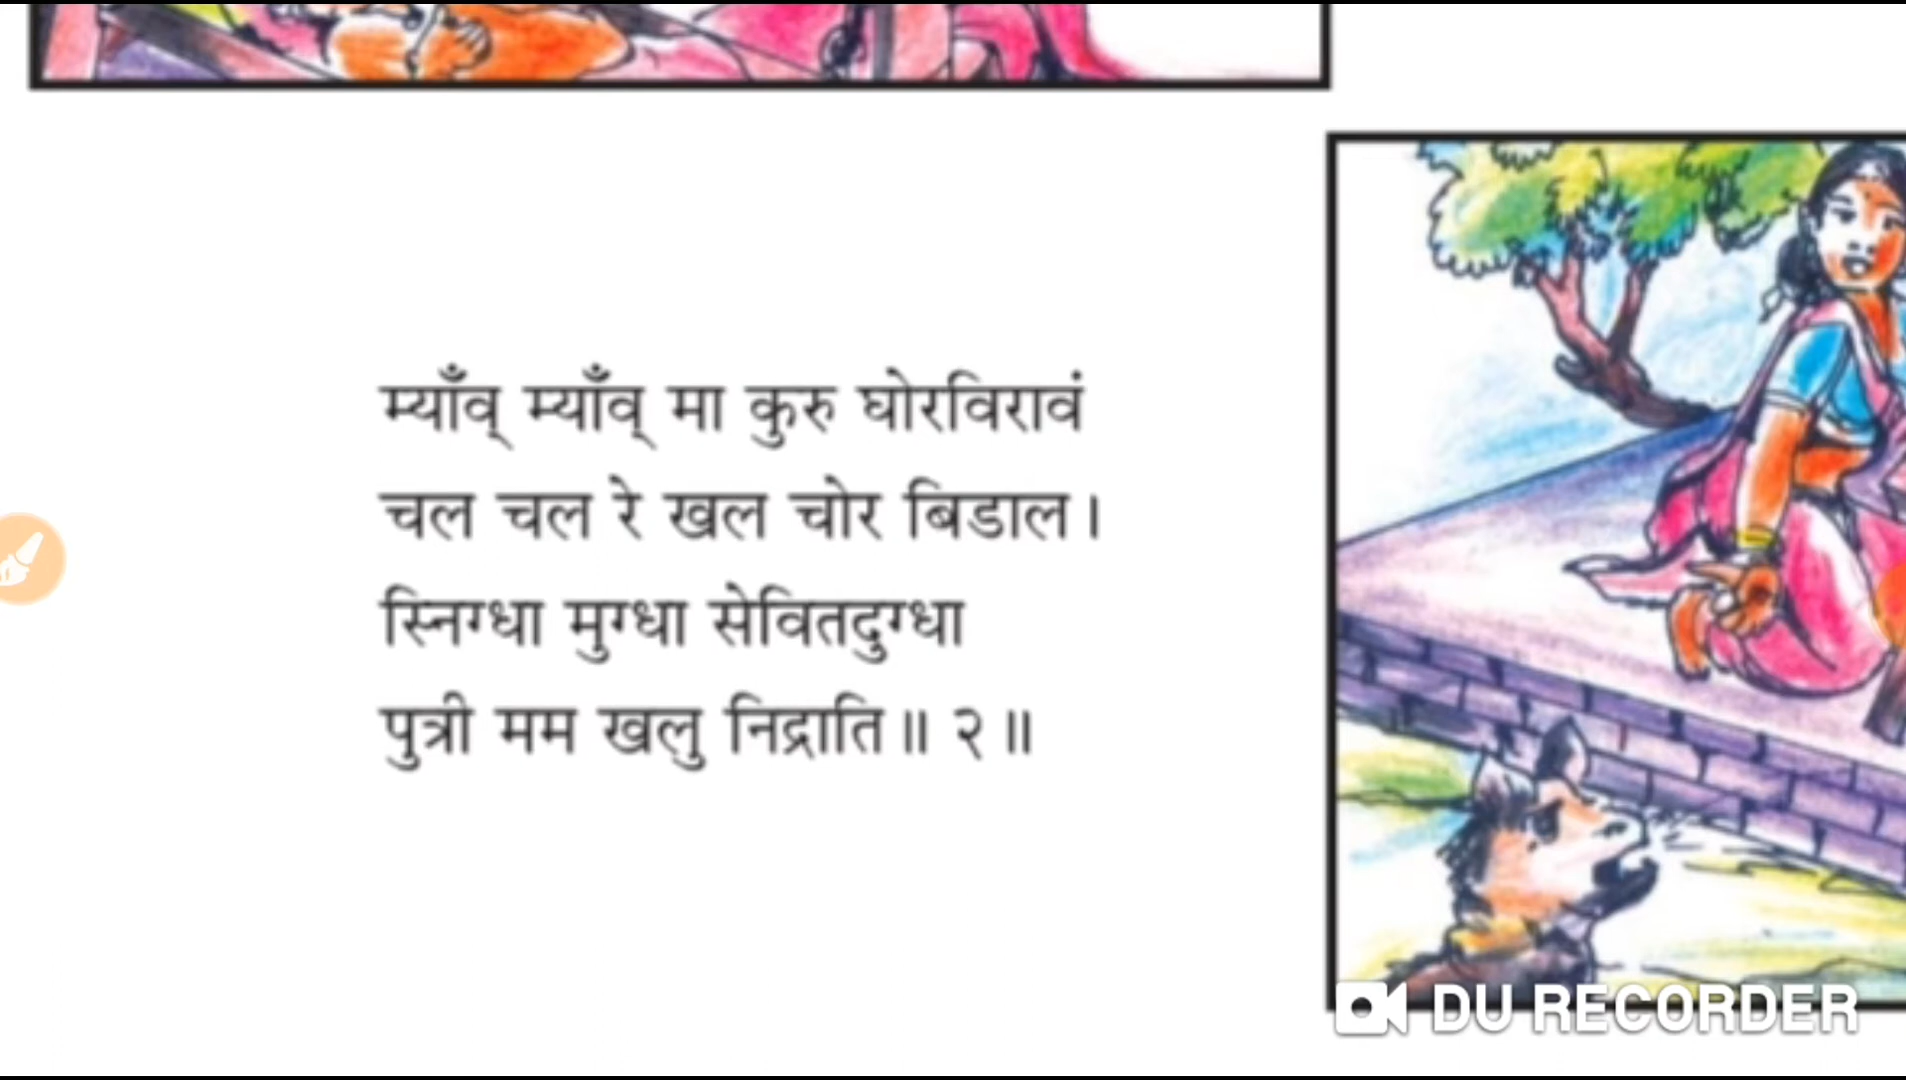 म्याँव् म्याँव् मा कुरु घोरविरावं
चल चल रे खल चोर बिडाल।
स्निग्धा मुग्धा सेवितदुग्धा
पुत्री मम खलु निद्राति॥ २॥
DU RECORDER